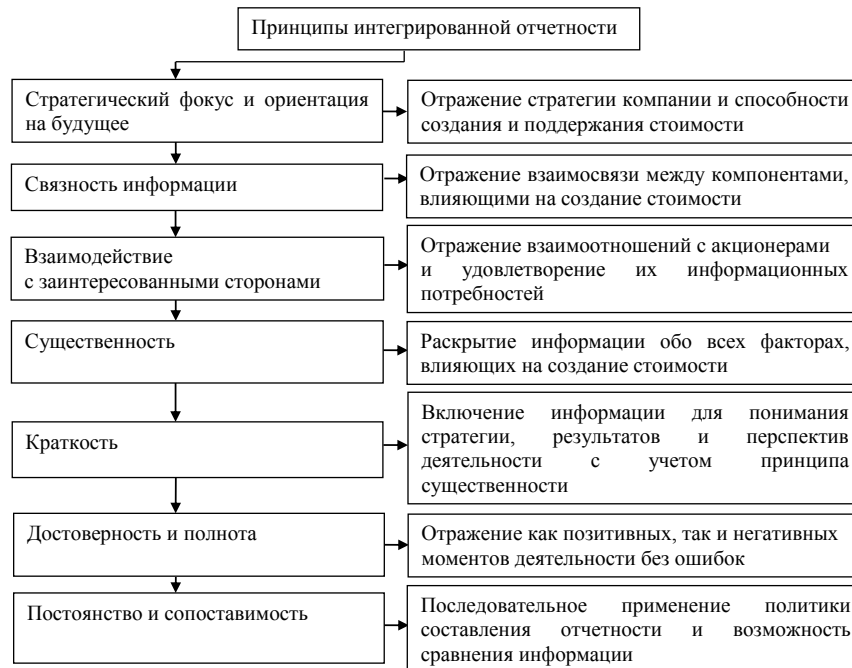 Принципы интегрированной отчетности
Стратегический фокус и ориентация
на будущее
Отражение стратегии компании и способности
создания и поддержания стоимости
Связность информации
Отражение взаимосвязи между компонентами,
влияющими на создание стоимости
Взаимодействие
с заинтересованными сторонами
Отражение взаимоотношений с акционерами
и удовлетворение их информационных
потребностей
Существенность
Раскрытие информации обо всех факторах,
влияющих на создание стоимости
Краткость
Включение информации для понимания
стратегии, результатов и перспектив
деятельности с учетом принципа
существенности
Достоверность и полнота
Отражение как позитивных, так и негативных
моментов деятельности без ошибок
Постоянство и сопоставимость
Последовательное применение политики
составления отчетности и возможность
сравнения информации